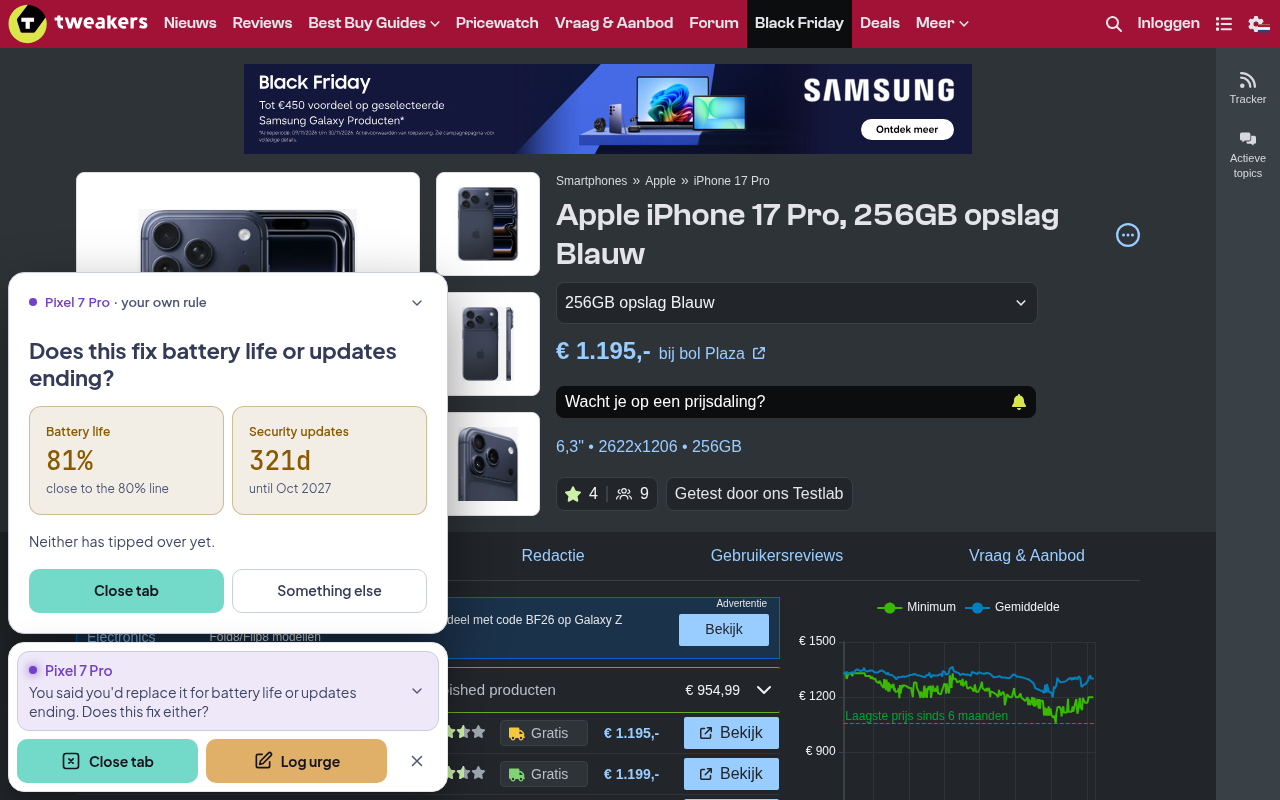 tweakers Nieuws Reviews Best Buy Guides Pricewatch Vraag & Aanbod Forum Black Friday Deals Meer Inloggen
Black Friday
Tot €450 voordeel op geselecteerde
Samsung Galaxy Producten*
SAMSUNG
Ontdek meer
Tracker
Actieve
topics
Smartphones » Apple » iPhone 17 Pro
Apple iPhone 17 Pro, 256GB opslag
Blauw
256GB opslag Blauw
€ 1.195,- bij bol Plaza
Wacht je op een prijsdaling?
6,3" • 2622x1206 • 256GB
4 9 Getest door ons Testlab
Redactie Gebruikersreviews Vraag & Aanbod
Pixel 7 Pro · your own rule
Does this fix battery life or updates
ending?
Battery life
81%
close to the 80% line
Security updates
321d
until Oct 2027
Neither has tipped over yet.
Close tab Something else
Advertentie
deel met code BF26 op Galaxy Z
Electronics Fold8/Flip8 modellen
Bekijk
ished producten € 954,99
Gratis € 1.195,- Bekijk
Gratis € 1.199,- Bekijk
Pixel 7 Pro
You said you'd replace it for battery life or updates
ending. Does this fix either?
Close tab Log urge
Minimum Gemiddelde
€ 1500
€ 1200
Laagste prijs sinds 6 maanden
€ 900